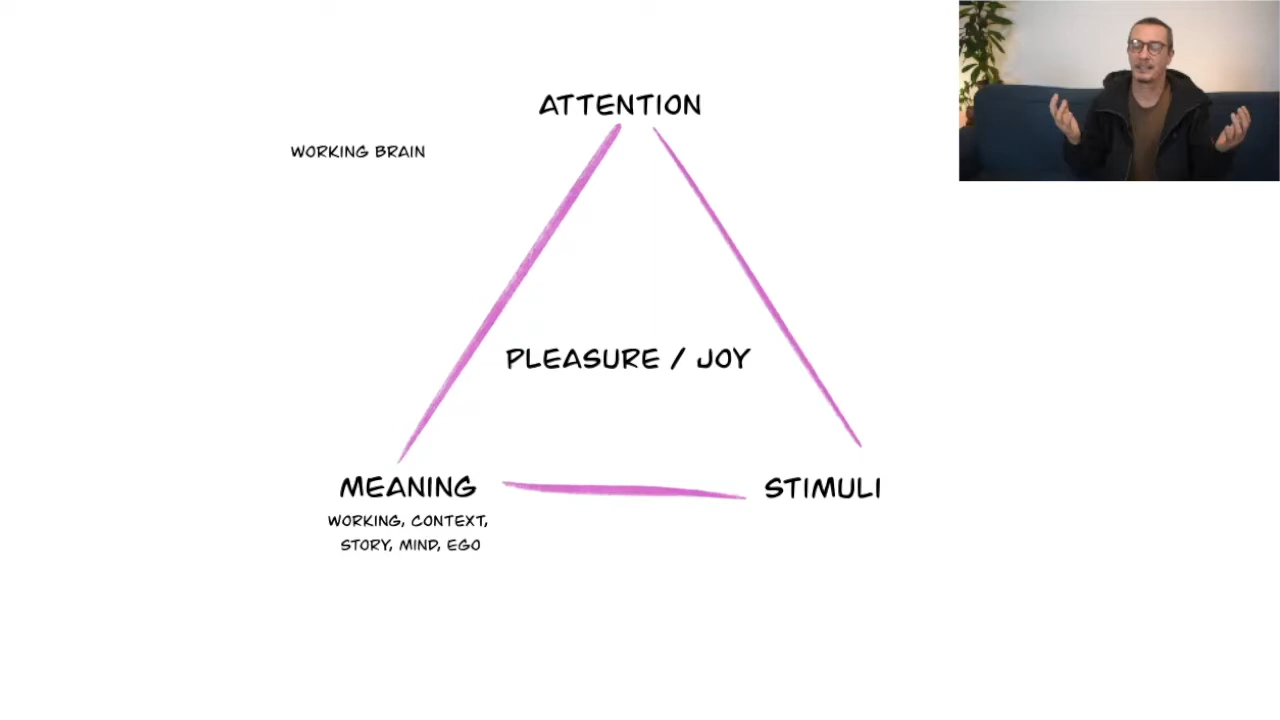 ATTENTION
WORKING BRAIN
PLEASURE / JOY
MEANING
STIMULI
WORKING, CONTEXT,
STORY, MIND, EGO